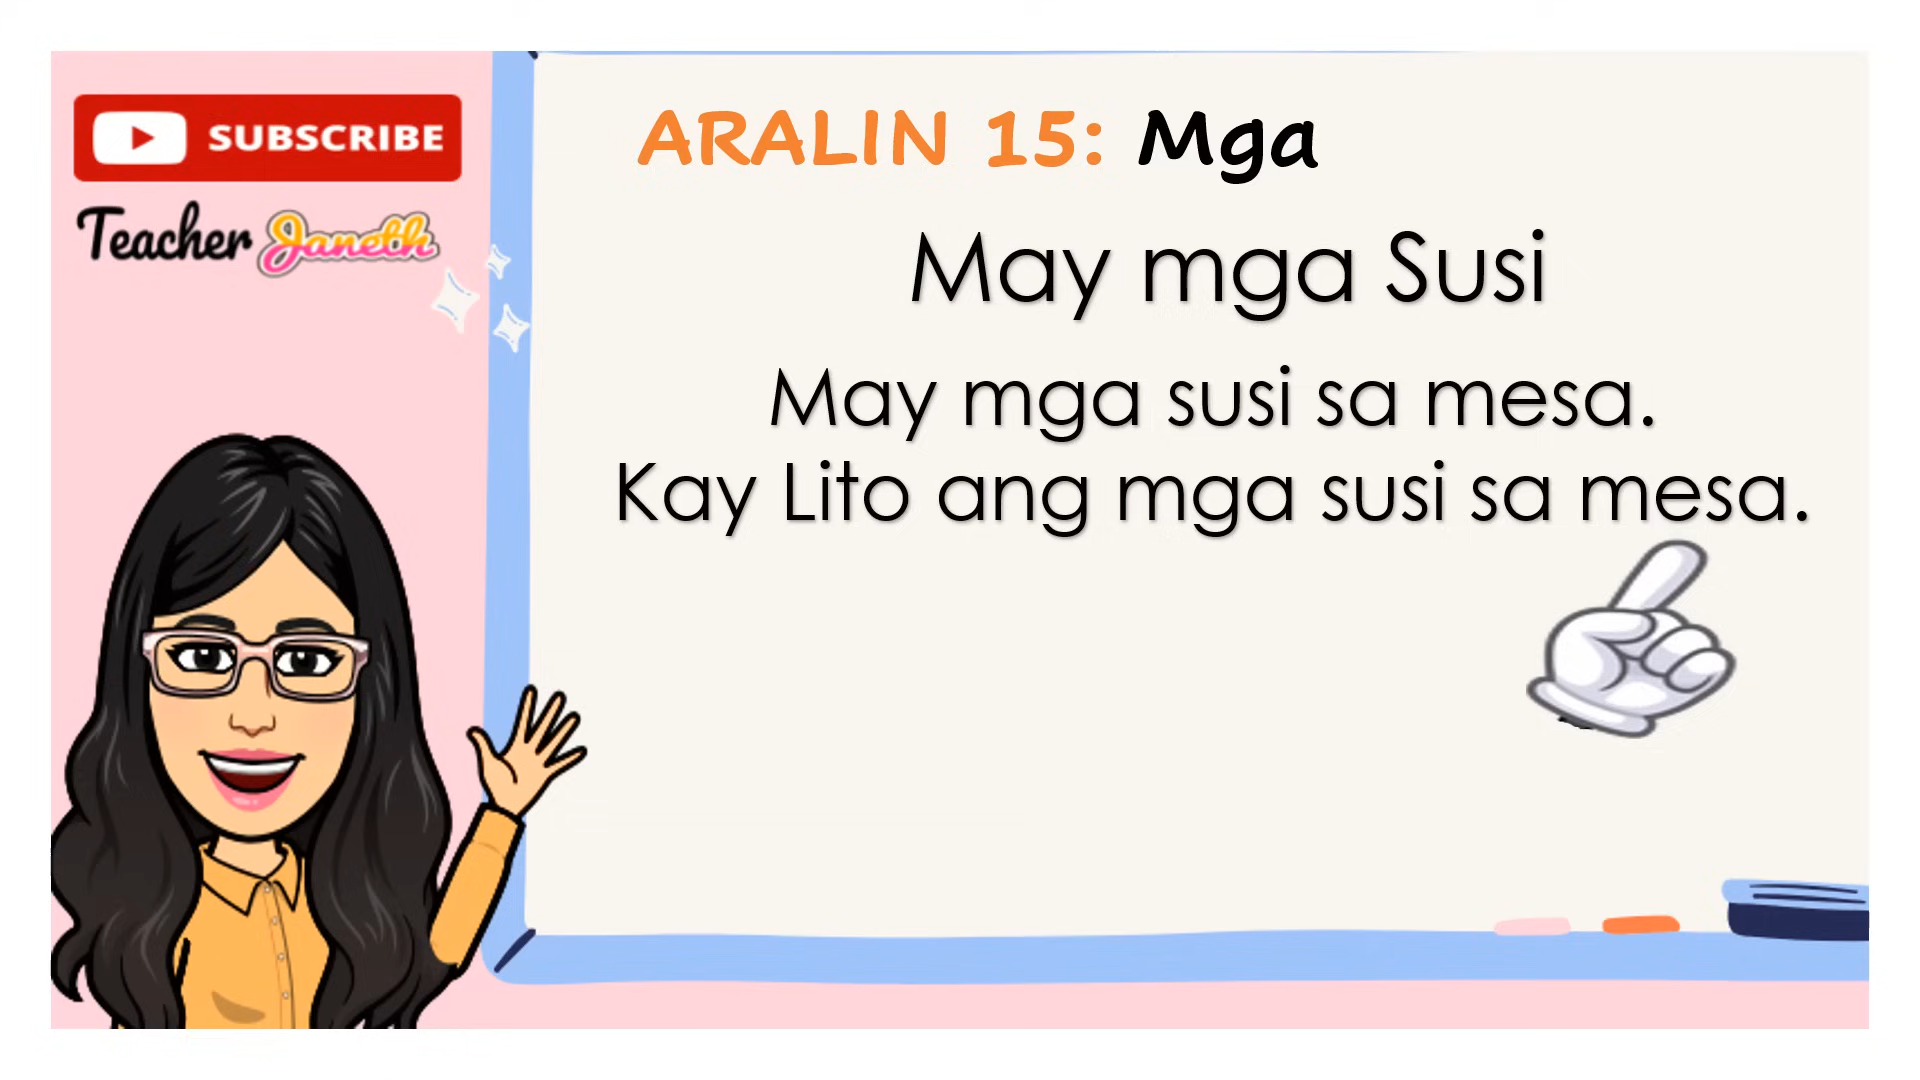 SUBSCRIBE
Teacher Janeth
ARALIN 15: Mga
May mga Susi
May mga susi sa mesa.
Kay Lito ang mga susi sa mesa.